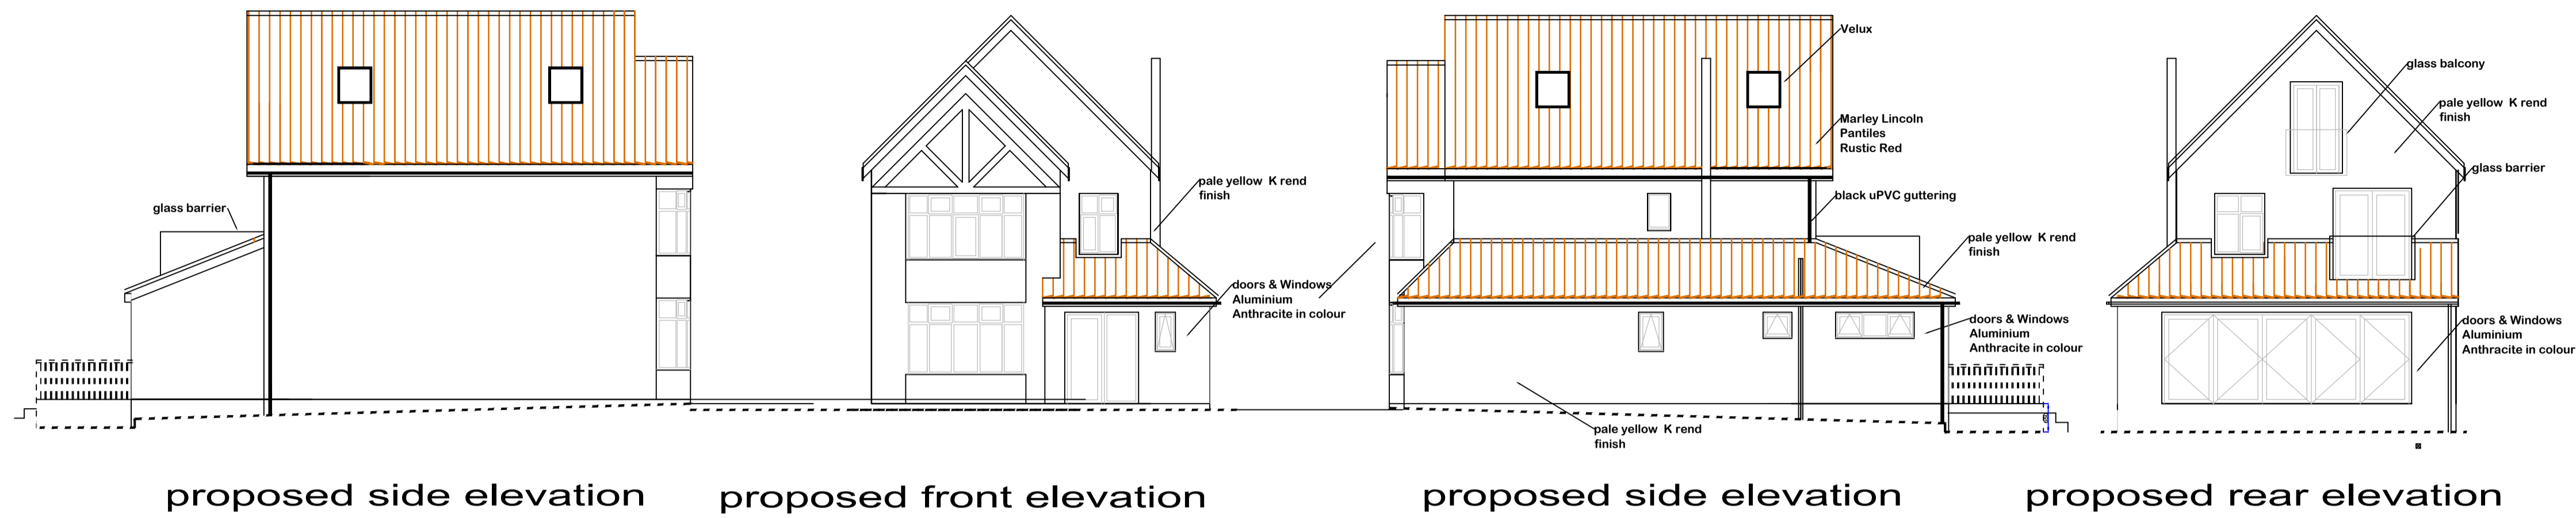 glass barrier
proposed side elevation
pale yellow K rend
finish
doors & Windows
Aluminium
Anthracite in colour
proposed front elevation
Velux
Marley Lincoln
Pantiles
Rustic Red
black uPVC guttering
pale yellow K rend
finish
doors & Windows
Aluminium
Anthracite in colour
pale yellow K rend
finish
proposed side elevation
glass balcony
pale yellow K rend
finish
glass barrier
doors & Windows
Aluminium
Anthracite in colour
proposed rear elevation